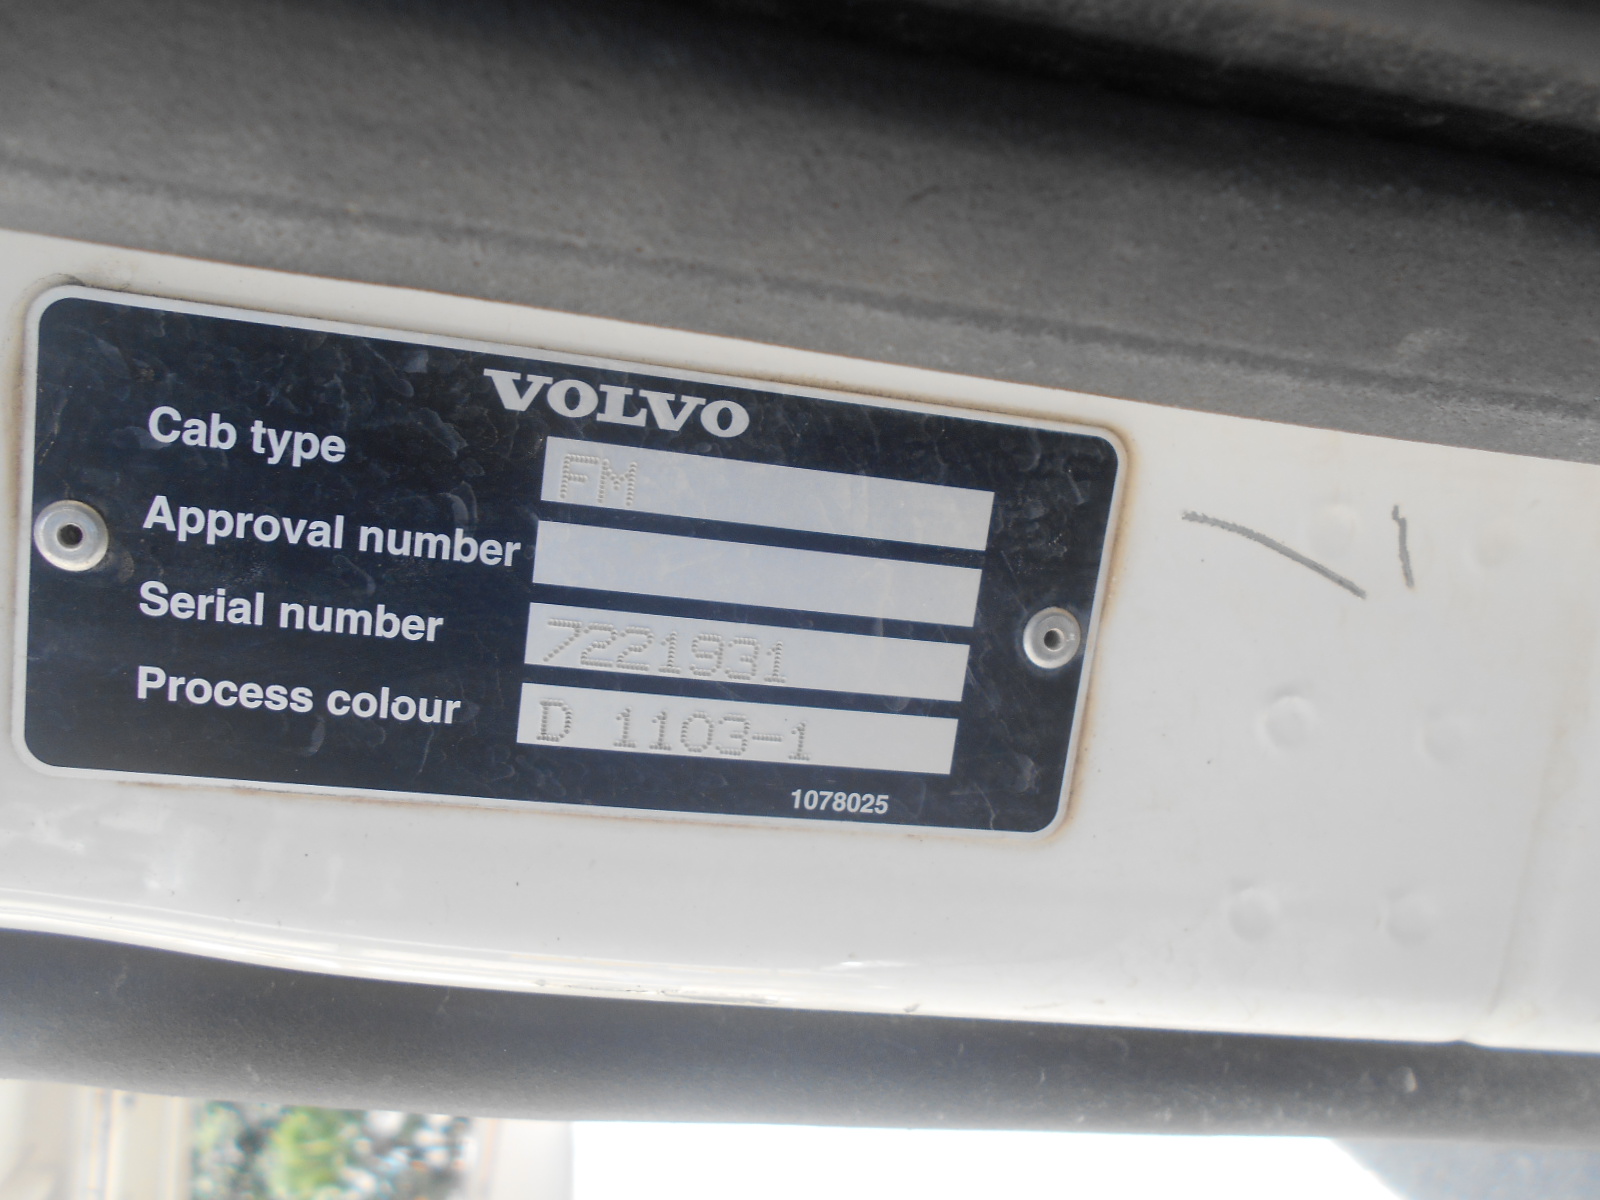 VOLVO
Cab type FM
Approval number
Serial number 7221931
Process colour D 1103-1
1078025